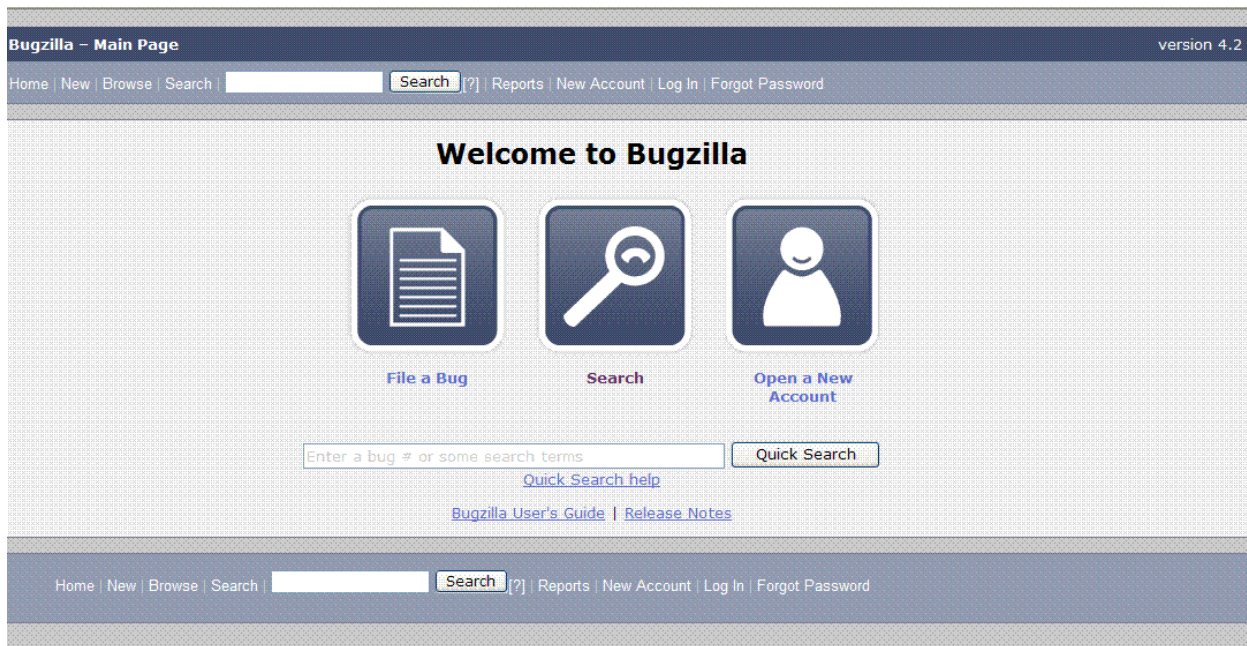 Bugzilla – Main Page version 4.2
Home | New | Browse | Search | Search [?] | Reports | New Account | Log In | Forgot Password
Welcome to Bugzilla
File a Bug Search Open a New
Account
Enter a bug # or some search terms Quick Search
Quick Search help
Bugzilla User's Guide | Release Notes
Home | New | Browse | Search | Search [?] | Reports | New Account | Log In | Forgot Password